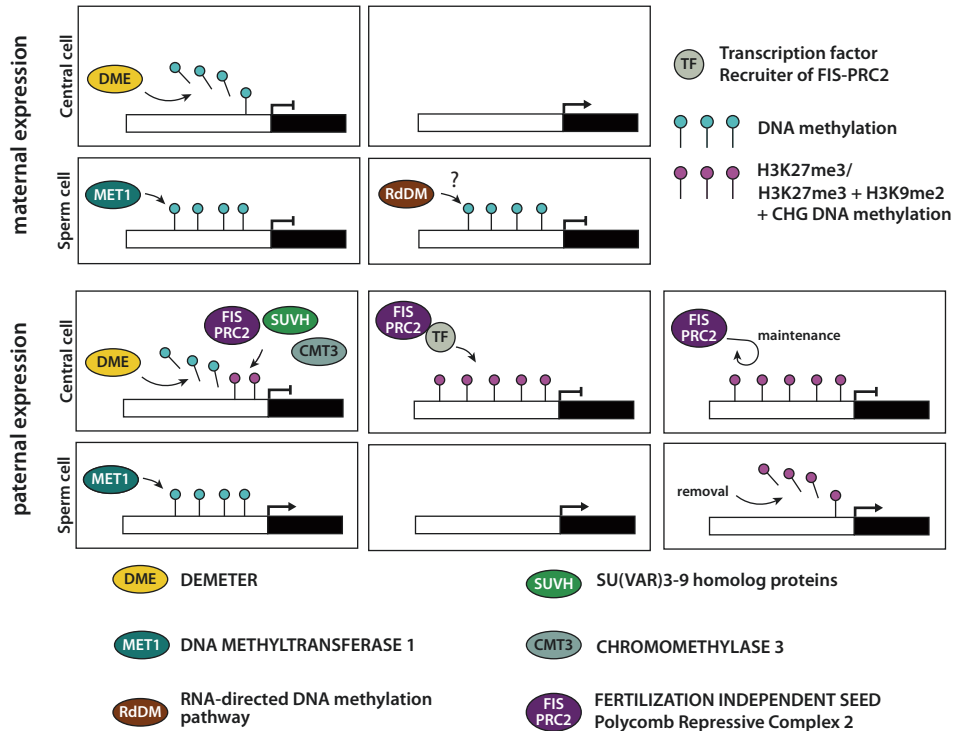 maternal expression
Central cell
DME
Sperm cell
MET1
RdDM
?
TF
Transcription factor
Recruiter of FIS-PRC2
DNA methylation
H3K27me3/
H3K27me3 + H3K9me2
+ CHG DNA methylation
paternal expression
Central cell
DME
FIS
PRC2
SUVH
CMT3
FIS
PRC2
TF
FIS
PRC2
maintenance
Sperm cell
MET1
removal
DME
DEMETER
SUVH
SU(VAR)3-9 homolog proteins
MET1
DNA METHYLTRANSFERASE 1
CMT3
CHROMOMETHYLASE 3
RdDM
RNA-directed DNA methylation
pathway
FIS
PRC2
FERTILIZATION INDEPENDENT SEED
Polycomb Repressive Complex 2